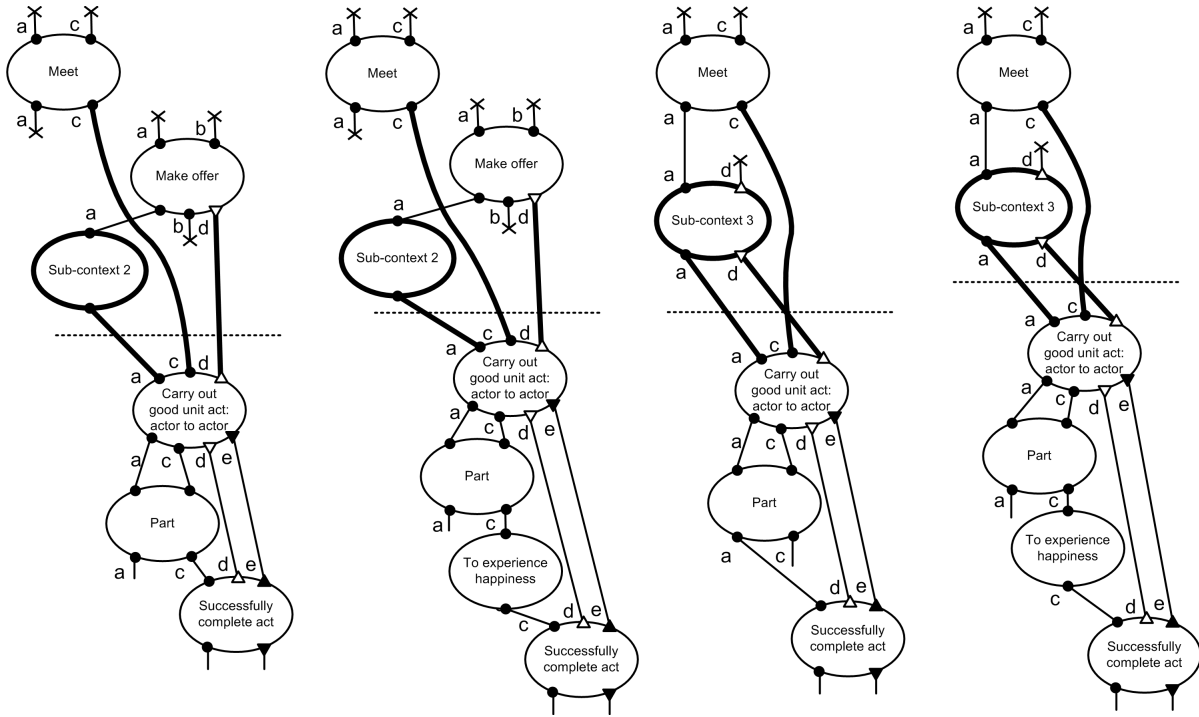 a c
Meet
a c
a b
Make offer
a b d
Sub-context 2
a c d
Carry out
good unit act:
actor to actor
a c d e
Part
a c d e
Successfully
complete act
a c
Meet
a c
a b
Make offer
a b d
Sub-context 2
a c d
Carry out
good unit act:
actor to actor
a c d e
Part
a c
To experience
happiness
c d e
Successfully
complete act
a c
Meet
a c
a d
Sub-context 3
a d
a c
Carry out
good unit act:
actor to actor
a c d e
Part
a c d e
Successfully
complete act
a c
Meet
a c
a d
Sub-context 3
a d
a c
Carry out
good unit act:
actor to actor
a c d e
Part
a c
To experience
happiness
c d e
Successfully
complete act